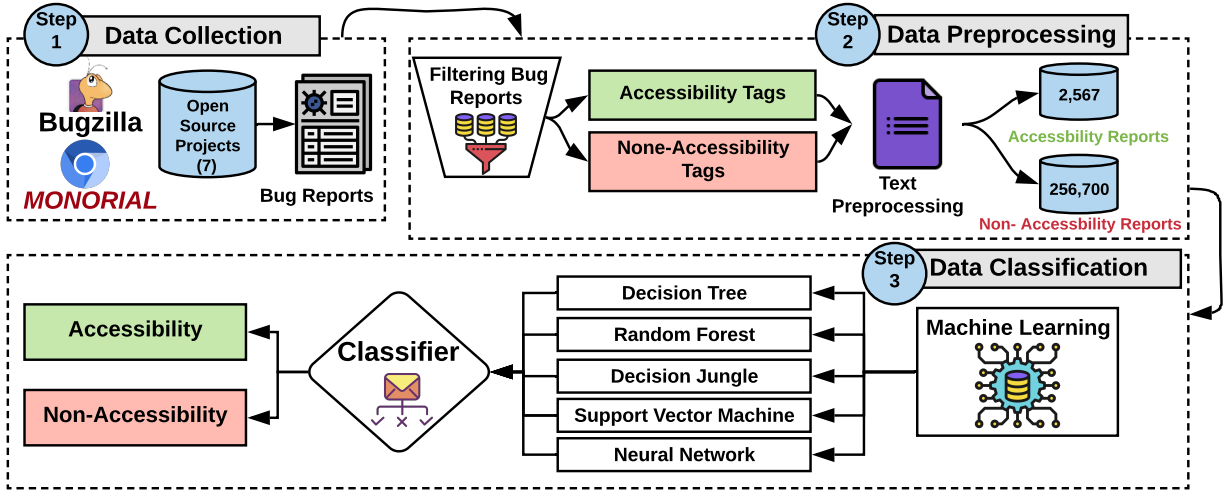 Step
1
Data Collection
Bugzilla
MONORIAL
Open
Source
Projects
(7)
Bug Reports
Step
2
Data Preprocessing
Filtering Bug
Reports
Accessibility Tags
None-Accessibility
Tags
Text
Preprocessing
2,567
Accessbility Reports
256,700
Non- Accessbility Reports
Step
3
Data Classification
Machine Learning
Decision Tree
Random Forest
Decision Jungle
Support Vector Machine
Neural Network
Classifier
Accessibility
Non-Accessibility